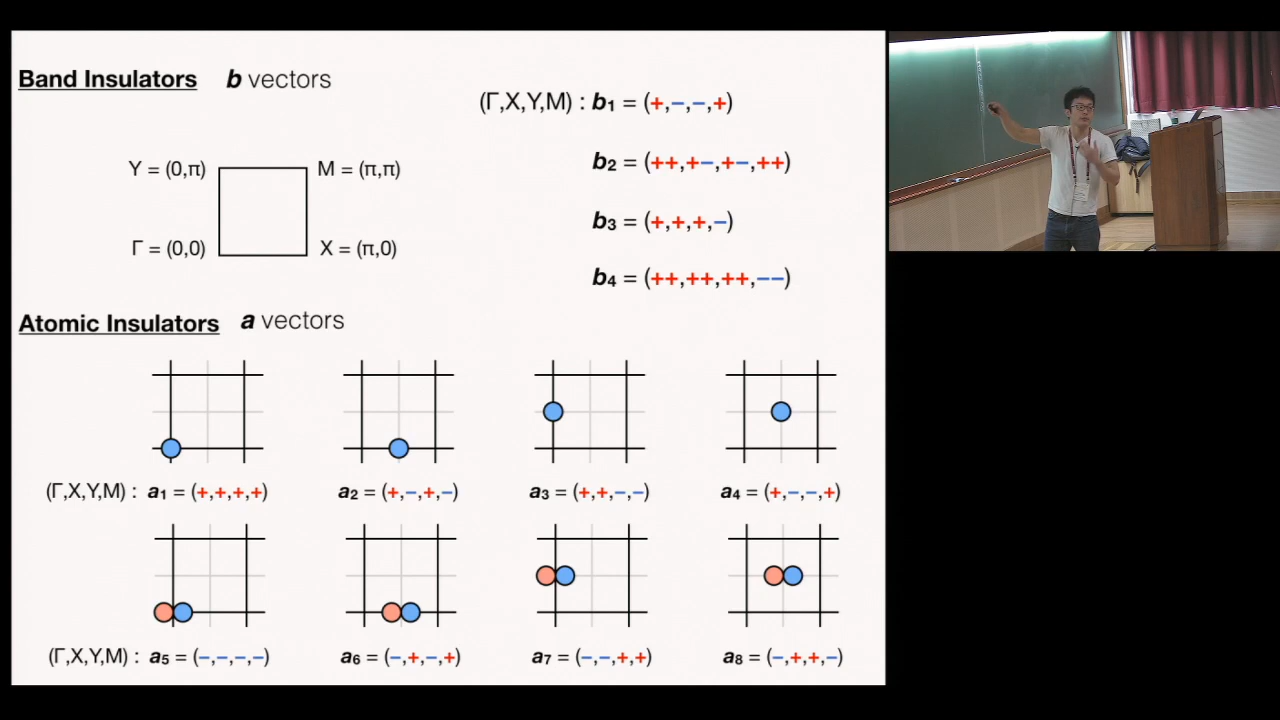 Band Insulators b vectors
(Γ,X,Y,M) : b1 = (+,−,−,+)
b2 = (++,+−,+−,++)
b3 = (+,+,+,−)
b4 = (++,++,++,−−)
Y = (0,π) M = (π,π)
Γ = (0,0) X = (π,0)
Atomic Insulators a vectors
(Γ,X,Y,M) : a1 = (+,+,+,+) a2 = (+,−,+,−) a3 = (+,+,−,−) a4 = (+,−,−,+)
(Γ,X,Y,M) : a5 = (−,−,−,−) a6 = (−,+,−,+) a7 = (−,−,+,+) a8 = (−,+,+,−)